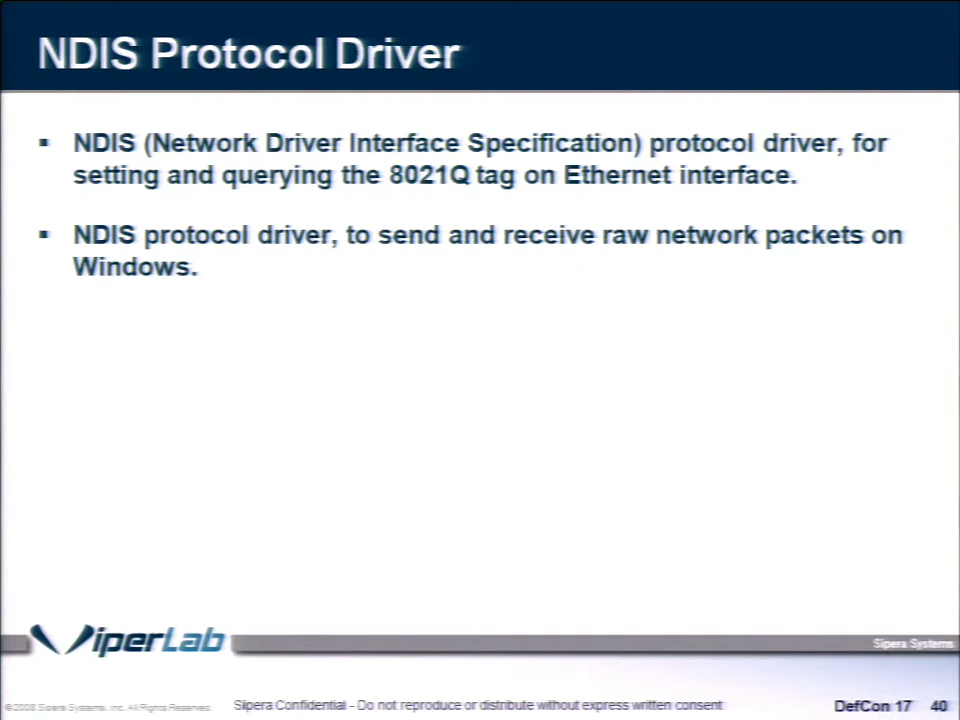 NDIS Protocol Driver
▪ NDIS (Network Driver Interface Specification) protocol driver, for
setting and querying the 8021Q tag on Ethernet interface.
▪ NDIS protocol driver, to send and receive raw network packets on
Windows.
ViperLab
Sipera Systems
©2008 Sipera Systems, Inc. All Rights Reserved.
Sipera Confidential - Do not reproduce or distribute without express written consent
DefCon 17 40